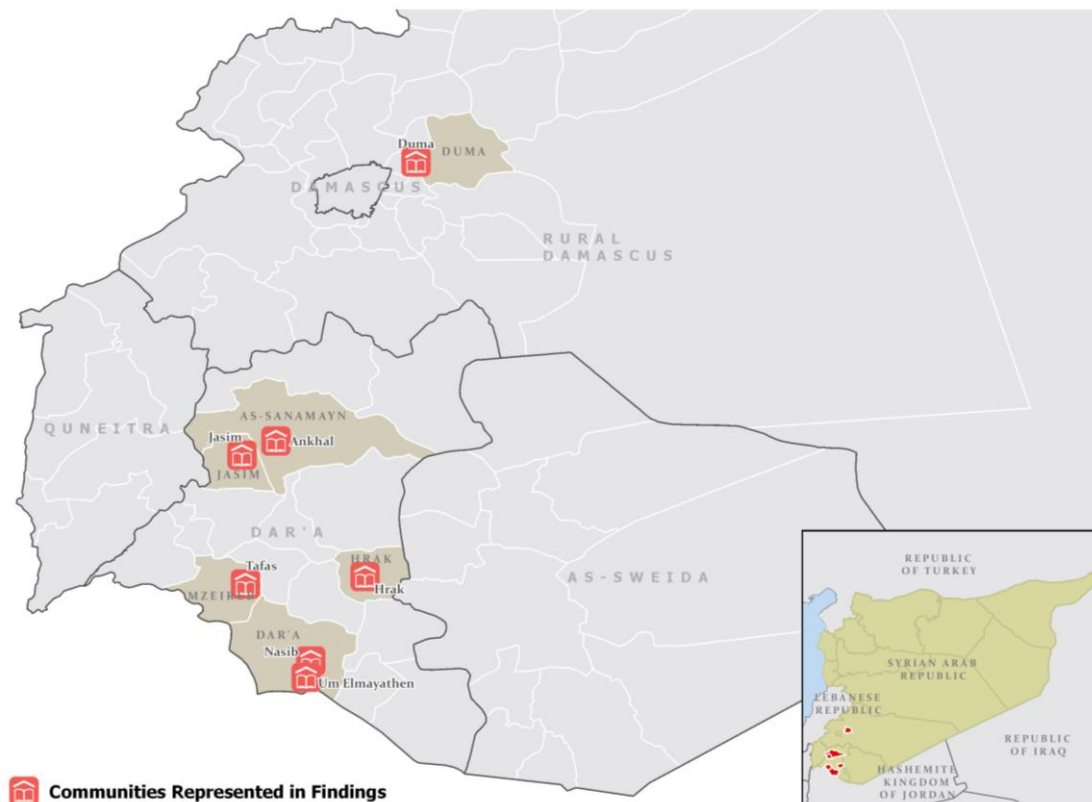 Duma
DUMA
DAMASCUS
RURAL
DAMASCUS
QUNEITRA
AS-SANAMAYN
Jasim
Ankhal
JASIM
DAR'A
Tafas
HRAK
Hrak
MZEIREB
AS-SWEIDA
DAR'A
Nasib
Um Elmayathen
REPUBLIC
OF TURKEY
SYRIAN ARAB
REPUBLIC
LEBANESE
REPUBLIC
REPUBLIC
OF IRAQ
HASHEMITE
KINGDOM
OF JORDAN
Communities Represented in Findings